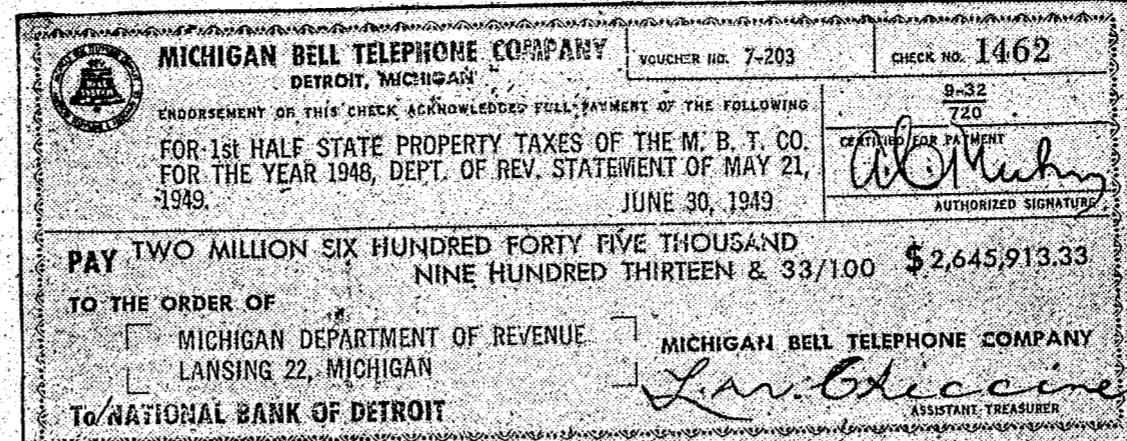 MICHIGAN BELL TELEPHONE COMPANY
DETROIT, MICHIGAN
VOUCHER NO. 7-203
CHECK NO. 1462
ENDORSEMENT OF THIS CHECK ACKNOWLEDGES FULL PAYMENT OF THE FOLLOWING
9-32
720
FOR 1st HALF STATE PROPERTY TAXES OF THE M. B. T. CO.
FOR THE YEAR 1948, DEPT. OF REV. STATEMENT OF MAY 21,
1949.
JUNE 30, 1949
CERTIFIED FOR PAYMENT
AUTHORIZED SIGNATURE
PAY TWO MILLION SIX HUNDRED FORTY FIVE THOUSAND
NINE HUNDRED THIRTEEN & 33/100 $2,645,913.33
TO THE ORDER OF
MICHIGAN DEPARTMENT OF REVENUE
LANSING 22, MICHIGAN
MICHIGAN BELL TELEPHONE COMPANY
ASSISTANT TREASURER
To NATIONAL BANK OF DETROIT